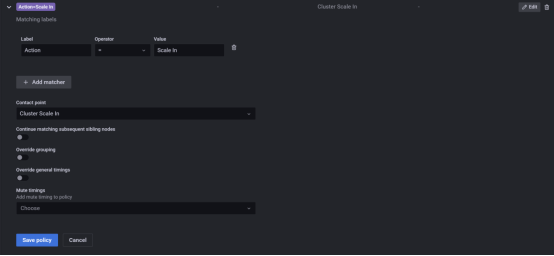 Action=Scale In - Cluster Scale In - Edit
Matching labels
Label Operator Value
Action = Scale In
+ Add matcher
Contact point
Cluster Scale In
Continue matching subsequent sibling nodes
Override grouping
Override general timings
Mute timings
Add mute timing to policy
Choose
Save policy Cancel